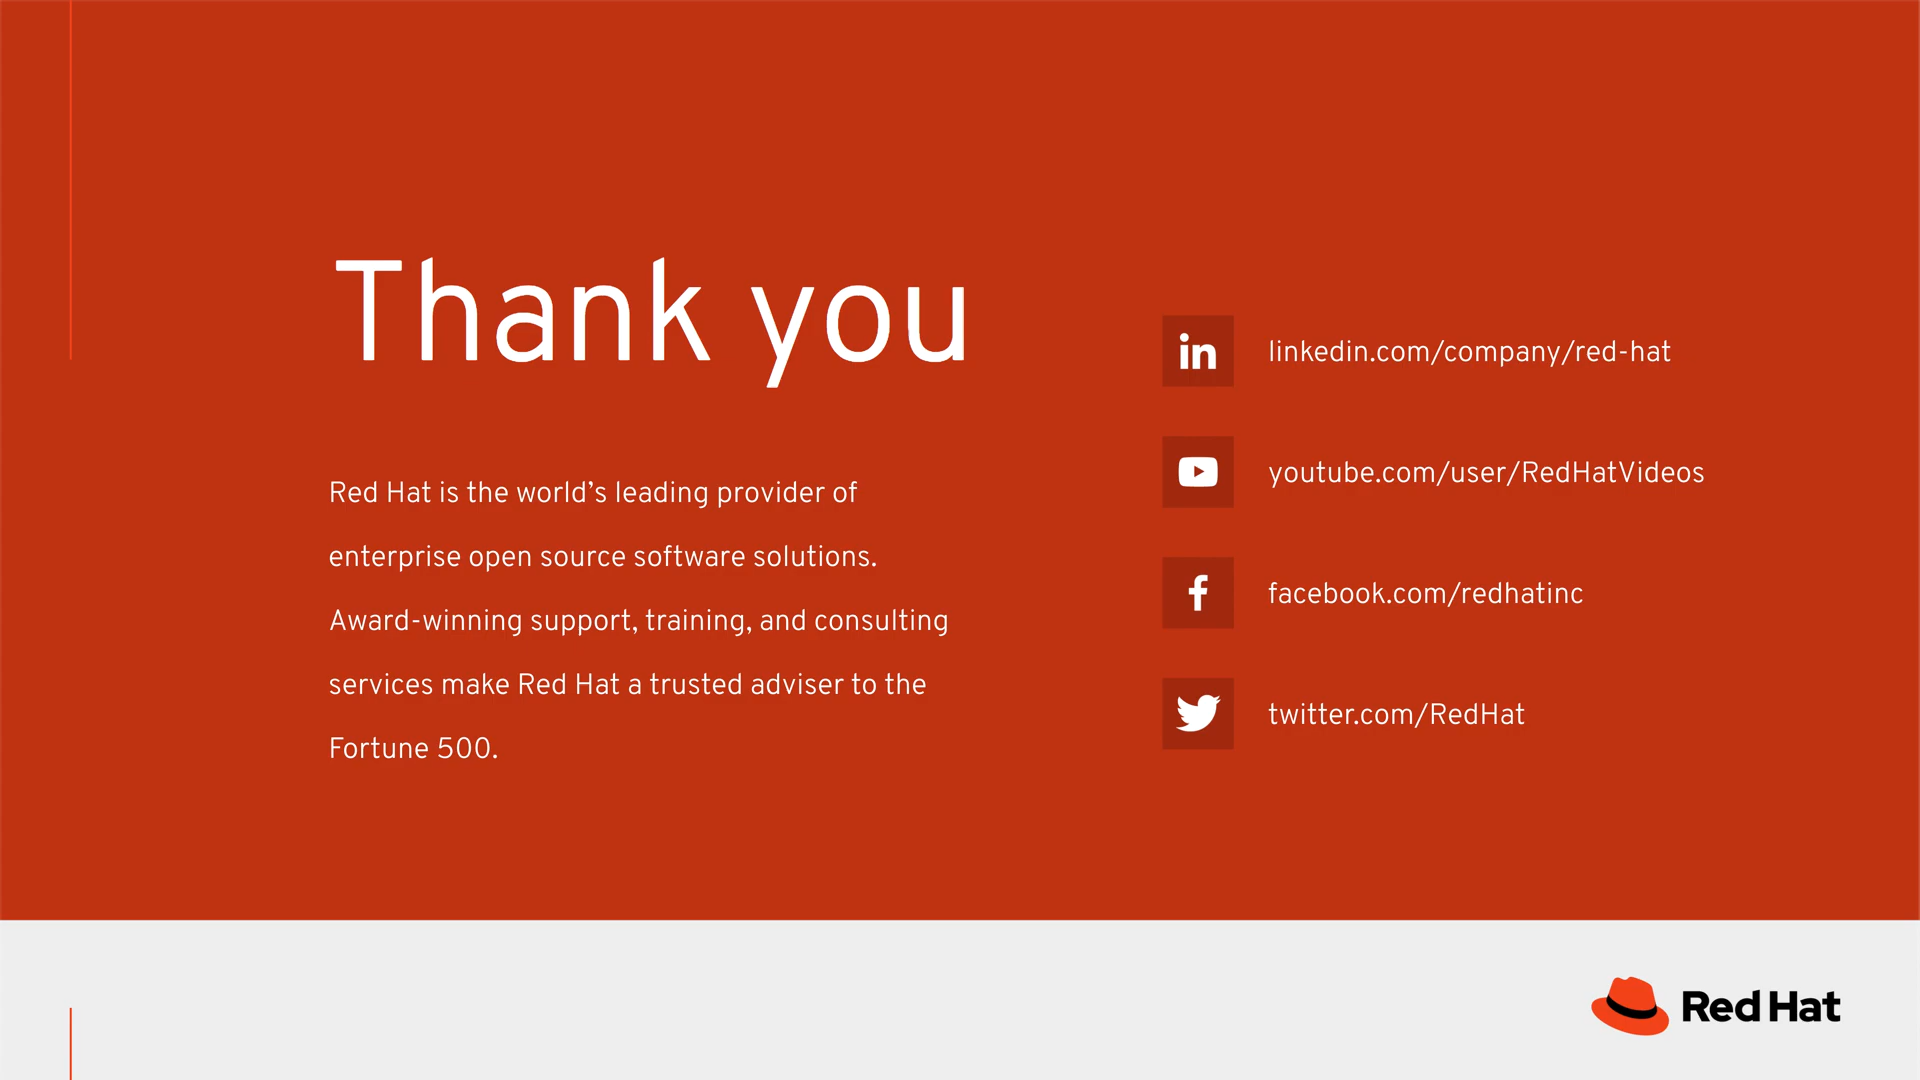 Thank you
Red Hat is the world’s leading provider of
enterprise open source software solutions.
Award-winning support, training, and consulting
services make Red Hat a trusted adviser to the
Fortune 500.
in linkedin.com/company/red-hat
youtube.com/user/RedHatVideos
f facebook.com/redhatinc
twitter.com/RedHat
Red Hat